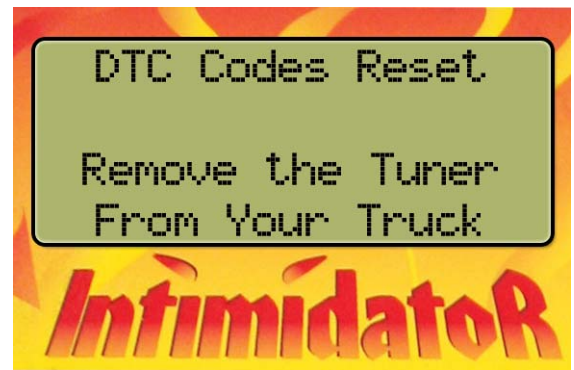 DTC Codes Reset
Remove the Tuner
From Your Truck
IntimidatoR